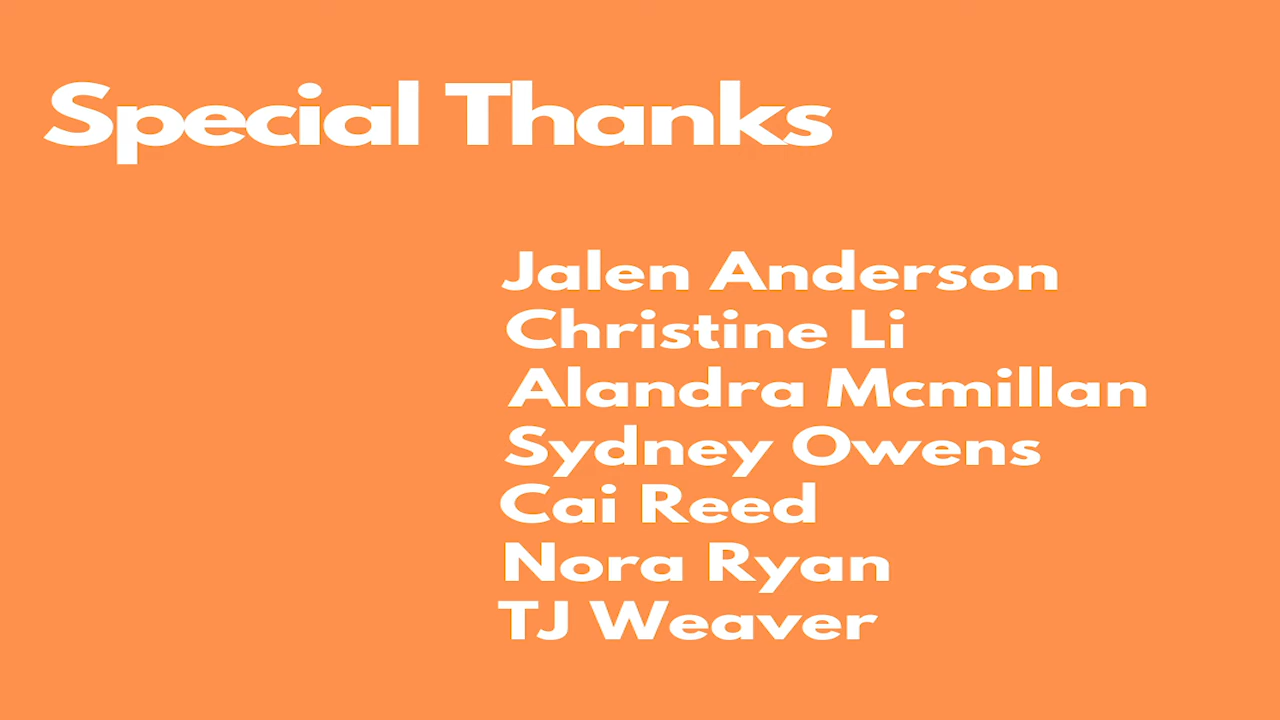 Special Thanks
Jalen Anderson
Christine Li
Alandra Mcmillan
Sydney Owens
Cai Reed
Nora Ryan
TJ Weaver